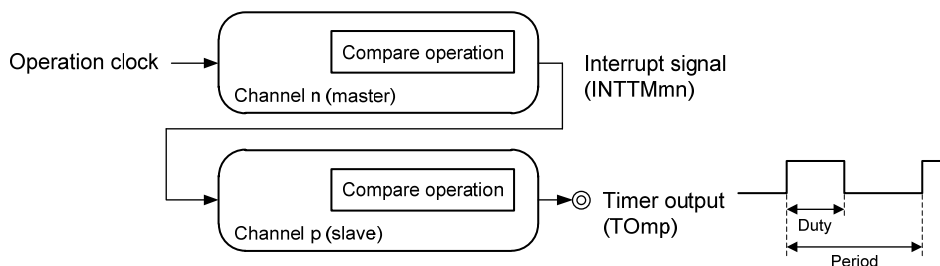 Compare operation
Operation clock
Channel n (master)
Interrupt signal
(INTTMmn)
Compare operation
Channel p (slave)
Timer output
(TOmp)
Duty
Period